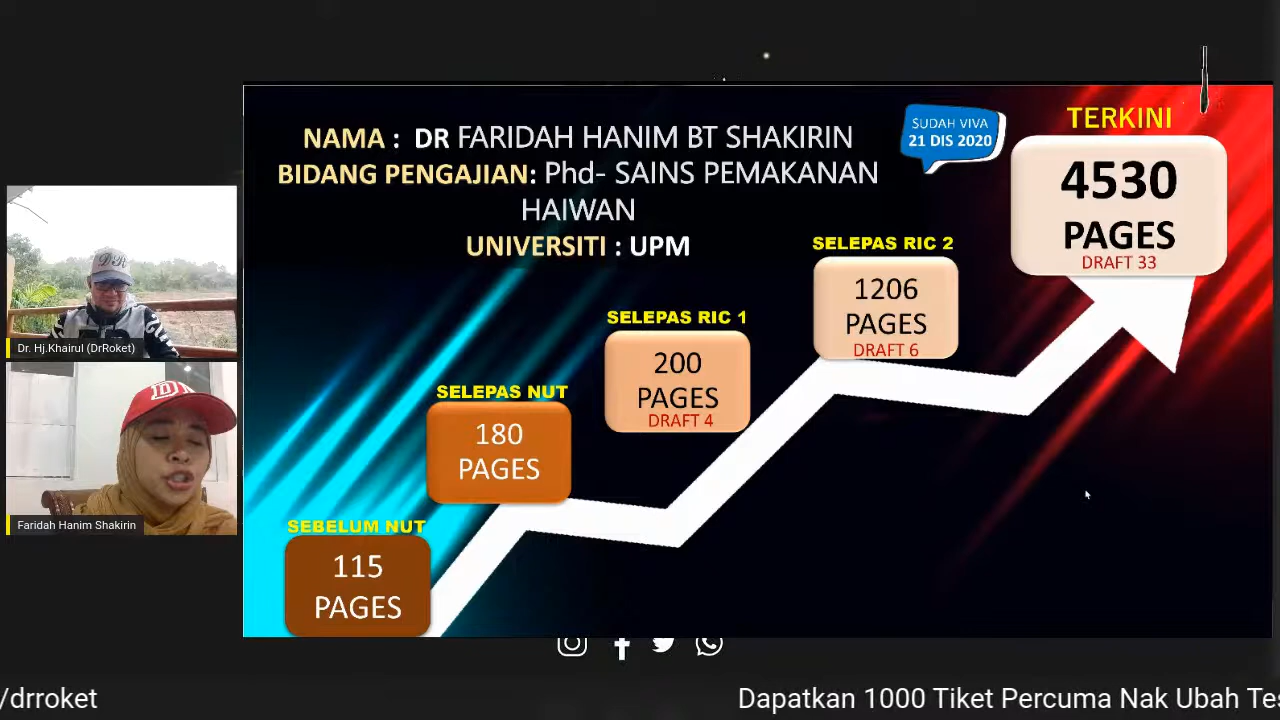 NAMA : DR FARIDAH HANIM BT SHAKIRIN
BIDANG PENGAJIAN: Phd- SAINS PEMAKANAN
HAIWAN
UNIVERSITI : UPM
SUDAH VIVA
21 DIS 2020
TERKINI
4530
PAGES
DRAFT 33
SELEPAS RIC 2
1206
PAGES
DRAFT 6
SELEPAS RIC 1
200
PAGES
DRAFT 4
SELEPAS NUT
180
PAGES
SEBELUM NUT
115
PAGES
DR
Dr. Hj.Khairul (DrRoket)
Faridah Hanim Shakirin
/drroket
Dapatkan 1000 Tiket Percuma Nak Ubah Tes